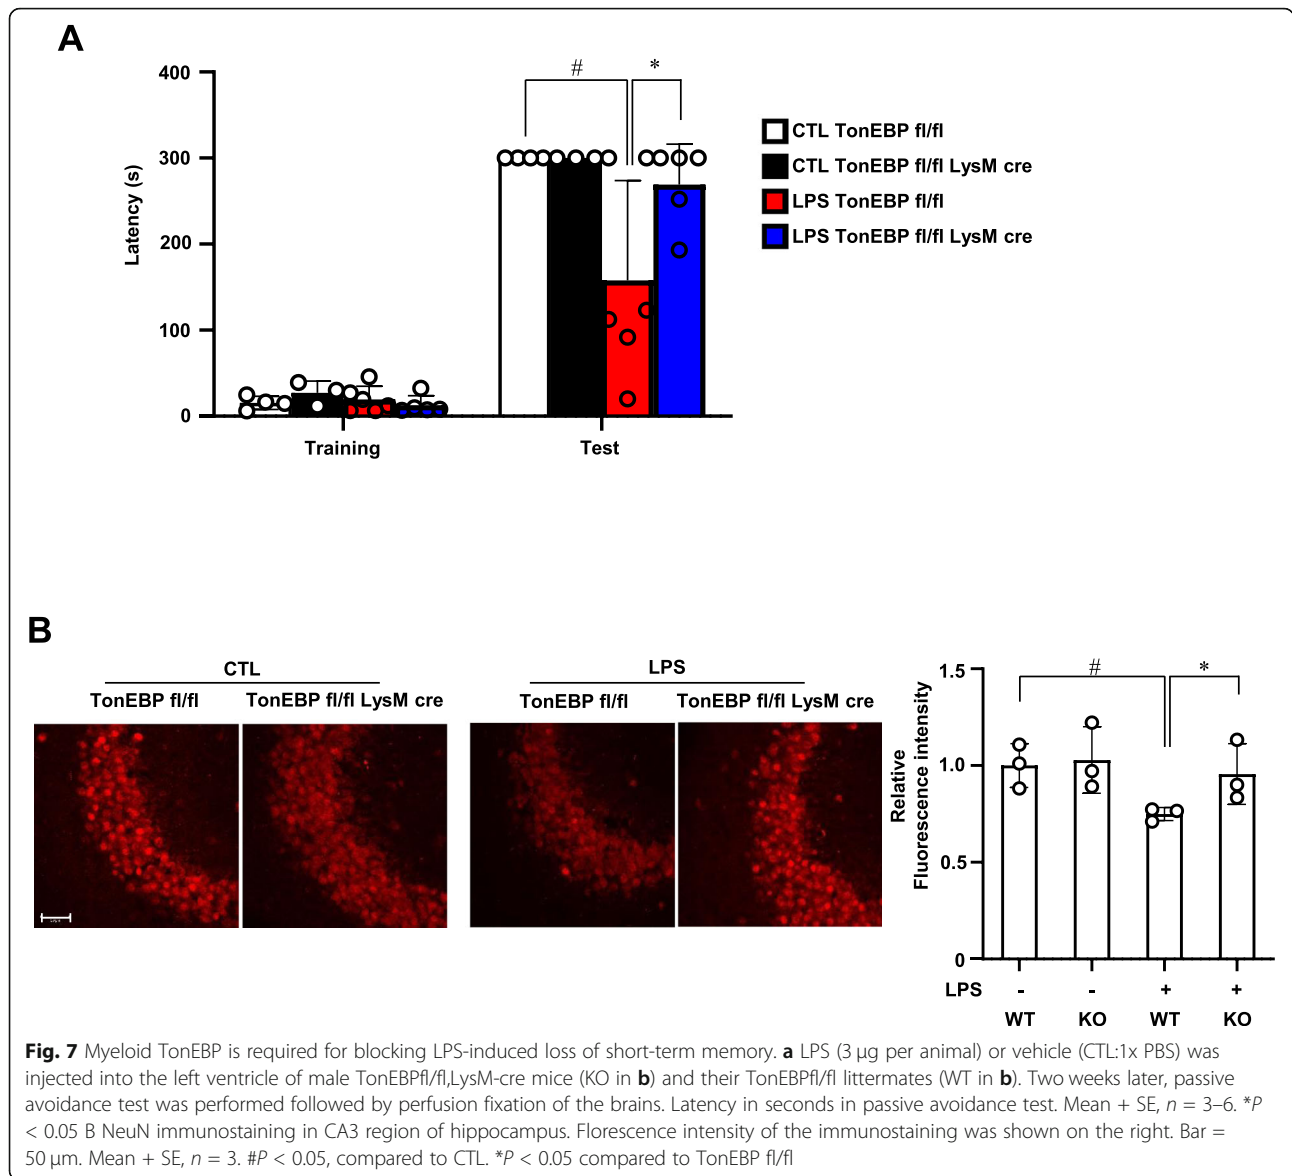 A
#
*
400
300
200
100
0
Latency (s)
Training
Test
CTL TonEBP fl/fl
CTL TonEBP fl/fl LysM cre
LPS TonEBP fl/fl
LPS TonEBP fl/fl LysM cre
B
CTL
TonEBP fl/fl
TonEBP fl/fl LysM cre
LPS
TonEBP fl/fl
TonEBP fl/fl LysM cre
Relative
Fluorescence intensity
1.5
1.0
0.5
0
#
*
LPS - - + +
WT KO WT KO
Fig. 7 Myeloid TonEBP is required for blocking LPS-induced loss of short-term memory. a LPS (3 μg per animal) or vehicle (CTL:1x PBS) was
injected into the left ventricle of male TonEBPfl/fl,LysM-cre mice (KO in b) and their TonEBPfl/fl littermates (WT in b). Two weeks later, passive
avoidance test was performed followed by perfusion fixation of the brains. Latency in seconds in passive avoidance test. Mean + SE, n = 3–6. *P
< 0.05 B NeuN immunostaining in CA3 region of hippocampus. Florescence intensity of the immunostaining was shown on the right. Bar =
50 μm. Mean + SE, n = 3. #P < 0.05, compared to CTL. *P < 0.05 compared to TonEBP fl/fl